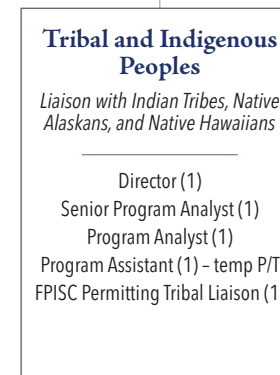 Tribal and Indigenous
Peoples
Liaison with Indian Tribes, Native
Alaskans, and Native Hawaiians
Director (1)
Senior Program Analyst (1)
Program Analyst (1)
Program Assistant (1) – temp P/T
FPISC Permitting Tribal Liaison (1